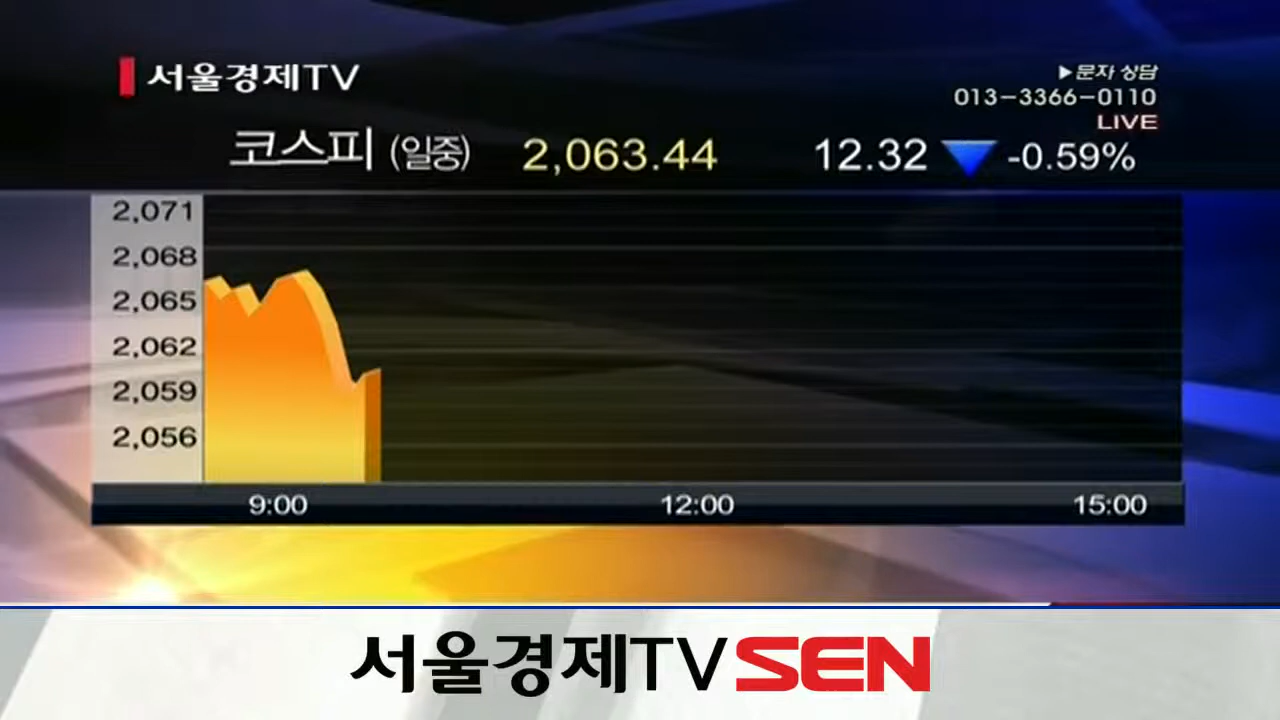 서울경제TV
▶문자 상담
013-3366-0110
LIVE
코스피 (일중) 2,063.44 12.32 ▼ -0.59%
2,071
2,068
2,065
2,062
2,059
2,056
9:00 12:00 15:00
서울경제TV SEN